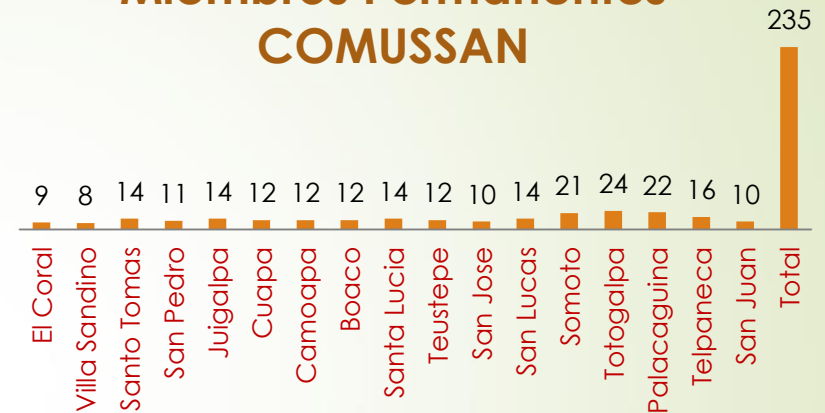 Miembros Permanentes
COMUSSAN
235
9 8 14 11 14 12 12 12 14 12 10 14 21 24 22 16 10
El Coral
Villa Sandino
Santo Tomas
San Pedro
Juigalpa
Cuapa
Camoapa
Boaco
Santa Lucia
Teustepe
San Jose
San Lucas
Somoto
Totogalpa
Palacaguina
Telpaneca
San Juan
Total